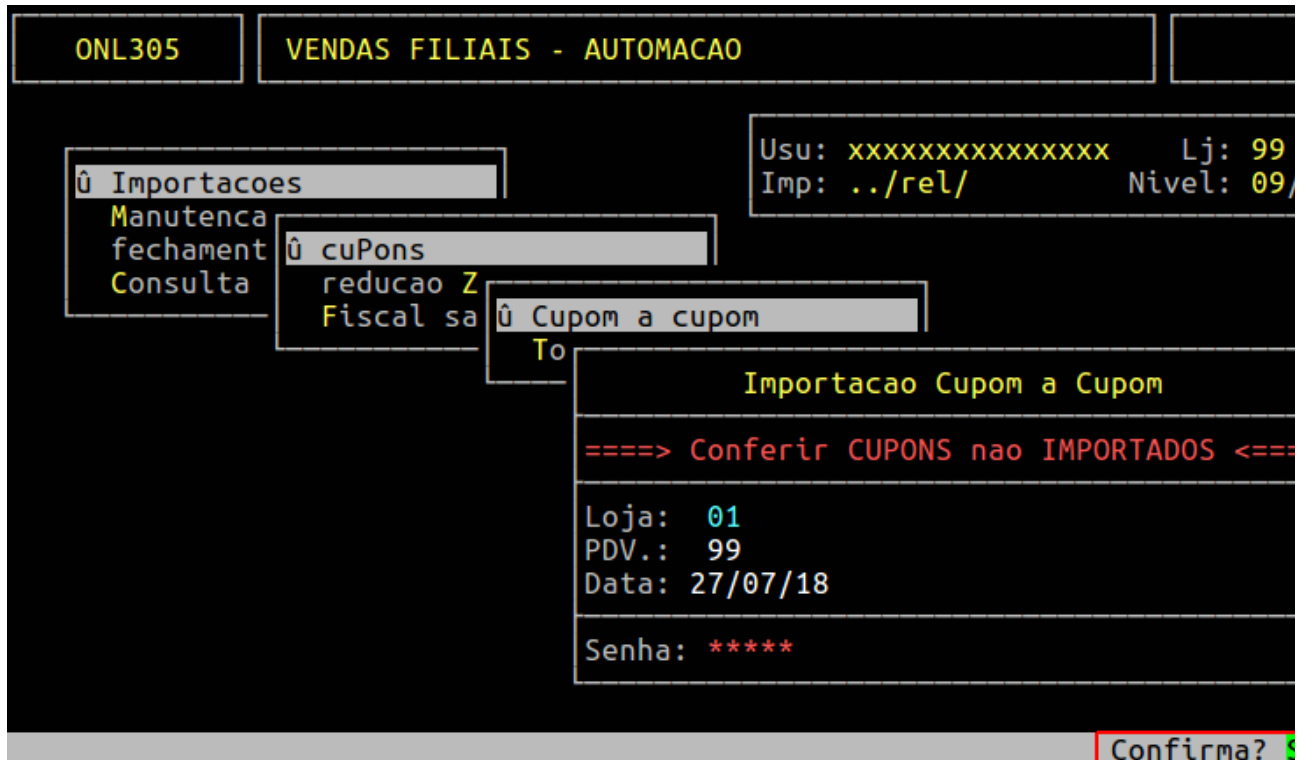 ONL305 VENDAS FILIAIS - AUTOMACAO
Usu: xxxxxxxxxxxxxxx Lj: 99
Imp: ../rel/ Nivel: 09/
û Importacoes
Manutenca
fechament
Consulta
û cuPons
reducao Z
Fiscal sa
û Cupom a cupom
To
Importacao Cupom a Cupom
====> Conferir CUPONS nao IMPORTADOS <===
Loja: 01
PDV.: 99
Data: 27/07/18
Senha: *****
Confirma? S